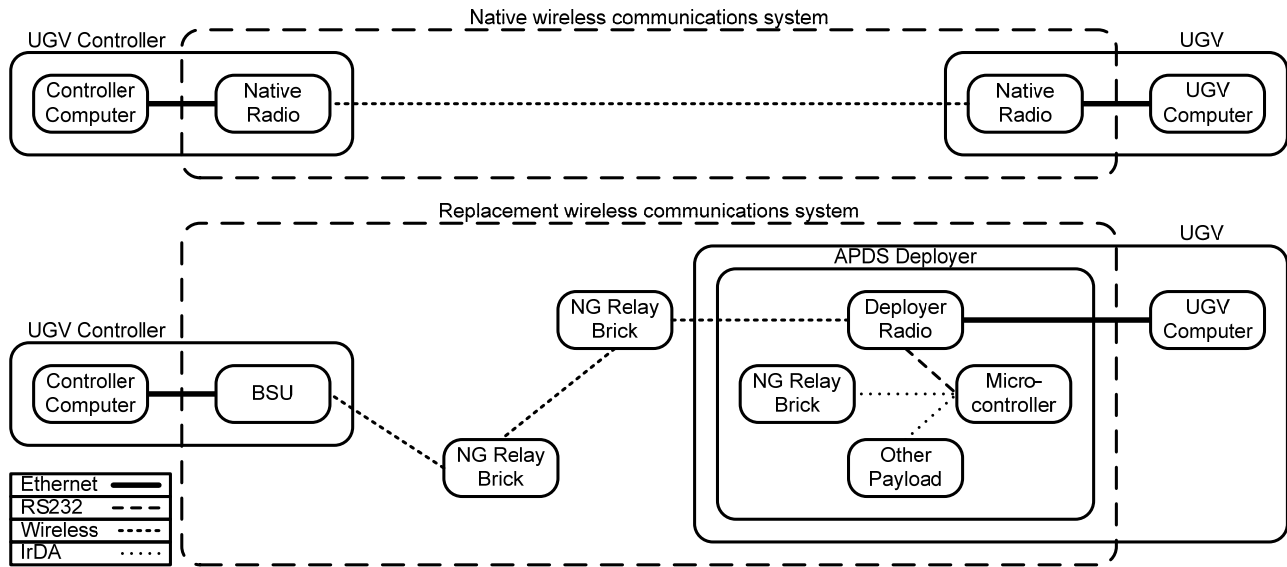 Native wireless communications system
UGV Controller
UGV
Controller
Computer
Native
Radio
Native
Radio
UGV
Computer
Replacement wireless communications system
UGV
APDS Deployer
NG Relay
Brick
Deployer
Radio
UGV
Computer
UGV Controller
Controller
Computer
BSU
NG Relay
Brick
Micro-
controller
NG Relay
Brick
Other
Payload
Ethernet
RS232
Wireless
IrDA